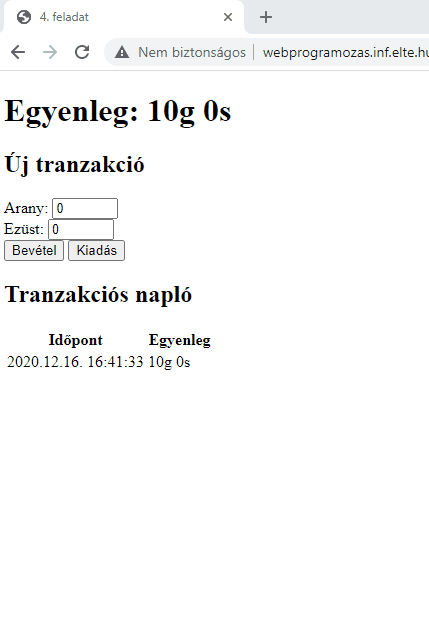 4. feladat
Nem biztonságos
webprogramozas.inf.elte.hu
Egyenleg: 10g 0s
Új tranzakció
Arany: 0
Ezüst: 0
Bevétel Kiadás
Tranzakciós napló
Időpont Egyenleg
2020.12.16. 16:41:33 10g 0s